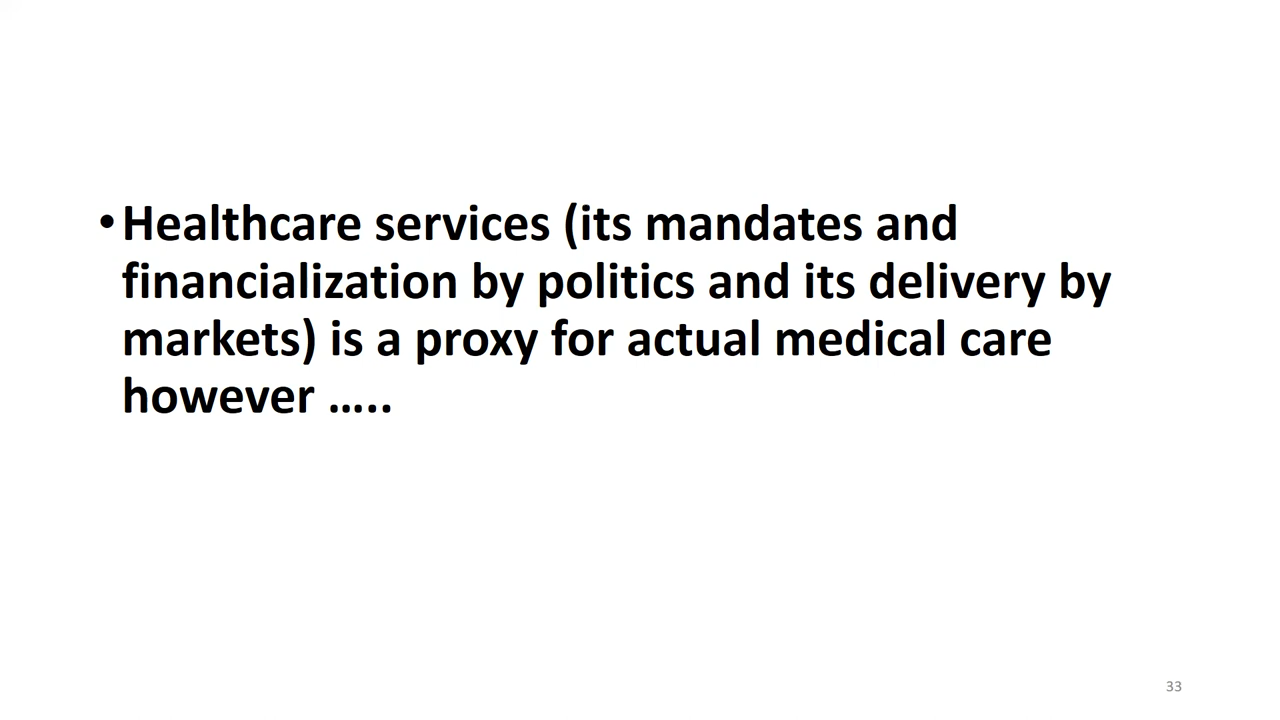 •Healthcare services (its mandates and
financialization by politics and its delivery by
markets) is a proxy for actual medical care
however …..
33